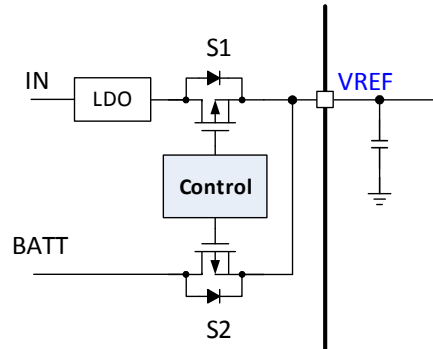 S1
IN
LDO
VREF
Control
BATT
S2